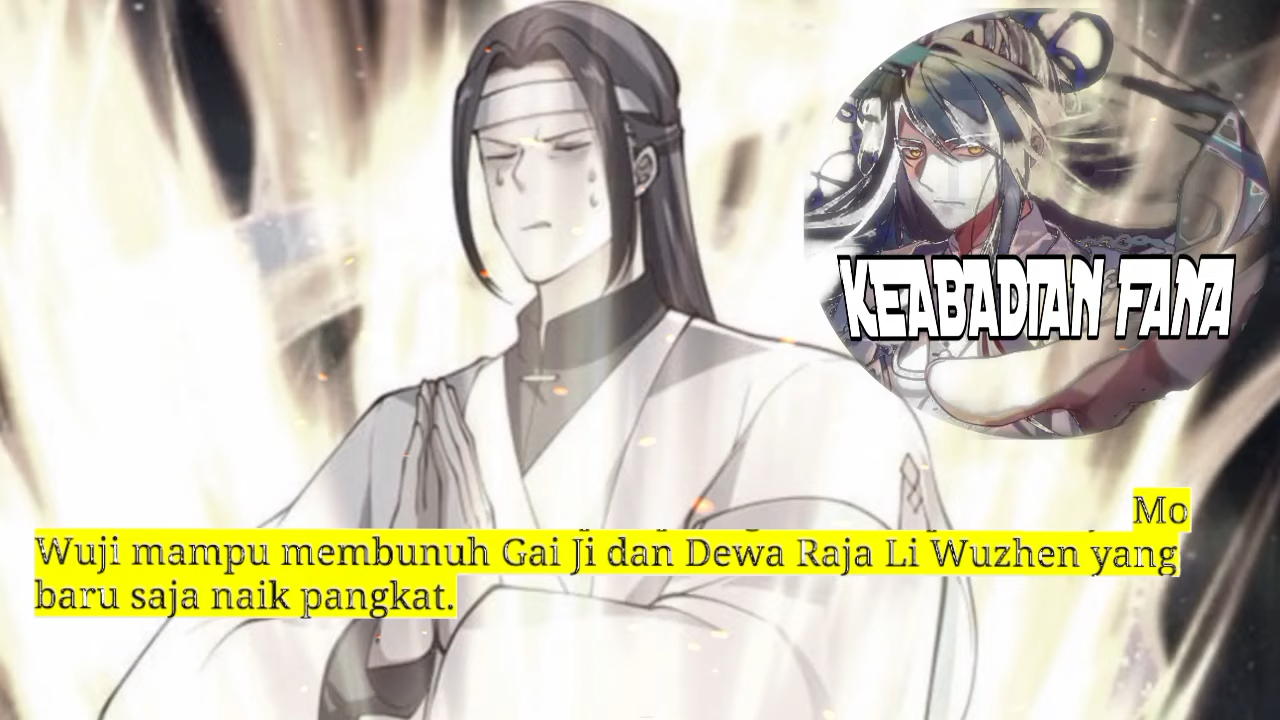 KEABADIAN FANA
Mo
Wuji mampu membunuh Gai Ji dan Dewa Raja Li Wuzhen yang
baru saja naik pangkat.